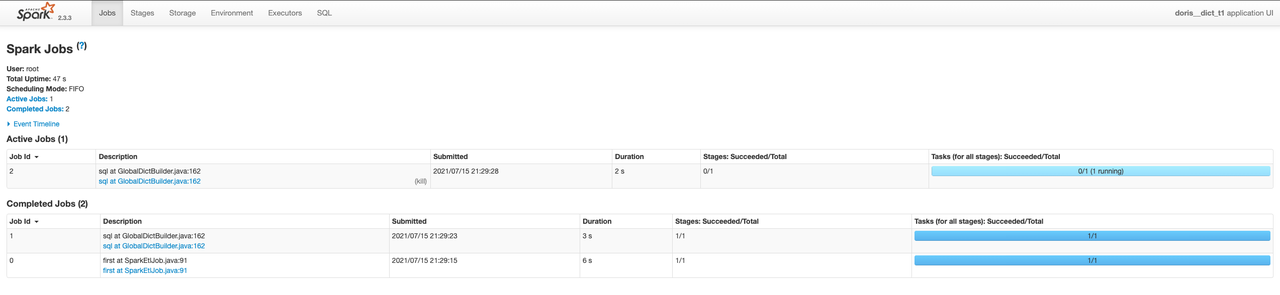 APACHE
Spark 2.3.3 Jobs Stages Storage Environment Executors SQL doris__dict_t1 application UI
Spark Jobs (?)
User: root
Total Uptime: 47 s
Scheduling Mode: FIFO
Active Jobs: 1
Completed Jobs: 2
Event Timeline
Active Jobs (1)
Job Id Description Submitted Duration Stages: Succeeded/Total Tasks (for all stages): Succeeded/Total
2 sql at GlobalDictBuilder.java:162 2021/07/15 21:29:28 2 s 0/1 0/1 (1 running)
sql at GlobalDictBuilder.java:162 (kill)
Completed Jobs (2)
Job Id Description Submitted Duration Stages: Succeeded/Total Tasks (for all stages): Succeeded/Total
1 sql at GlobalDictBuilder.java:162 2021/07/15 21:29:23 3 s 1/1 1/1
sql at GlobalDictBuilder.java:162
0 first at SparkEtlJob.java:91 2021/07/15 21:29:15 6 s 1/1 1/1
first at SparkEtlJob.java:91